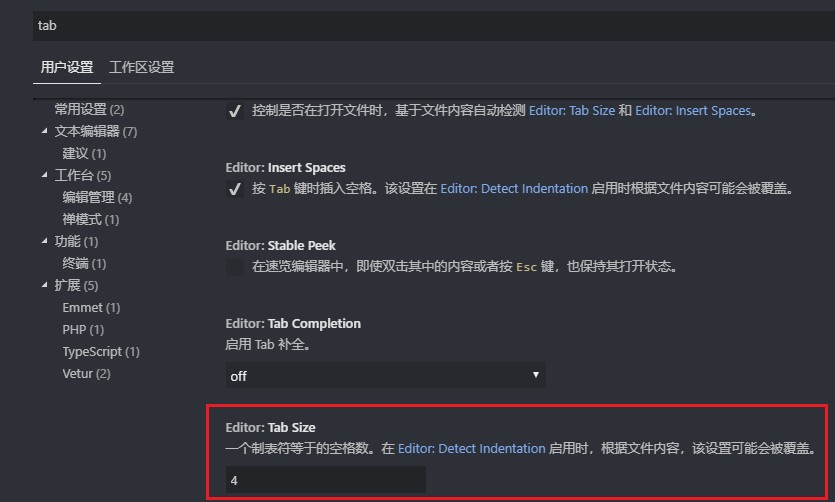 tab
用户设置 工作区设置
常用设置 (2)
文本编辑器 (7)
建议 (1)
工作台 (5)
编辑管理 (4)
禅模式 (1)
功能 (1)
终端 (1)
扩展 (5)
Emmet (1)
PHP (1)
TypeScript (1)
Vetur (2)
控制是否在打开文件时，基于文件内容自动检测 Editor: Tab Size 和 Editor: Insert Spaces。
Editor: Insert Spaces
按 Tab 键时插入空格。该设置在 Editor: Detect Indentation 启用时根据文件内容可能会被覆盖。
Editor: Stable Peek
在速览编辑器中，即使双击其中的内容或者按 Esc 键，也保持其打开状态。
Editor: Tab Completion
启用 Tab 补全。
off
Editor: Tab Size
一个制表符等于的空格数。在 Editor: Detect Indentation 启用时，根据文件内容，该设置可能会被覆盖。
4